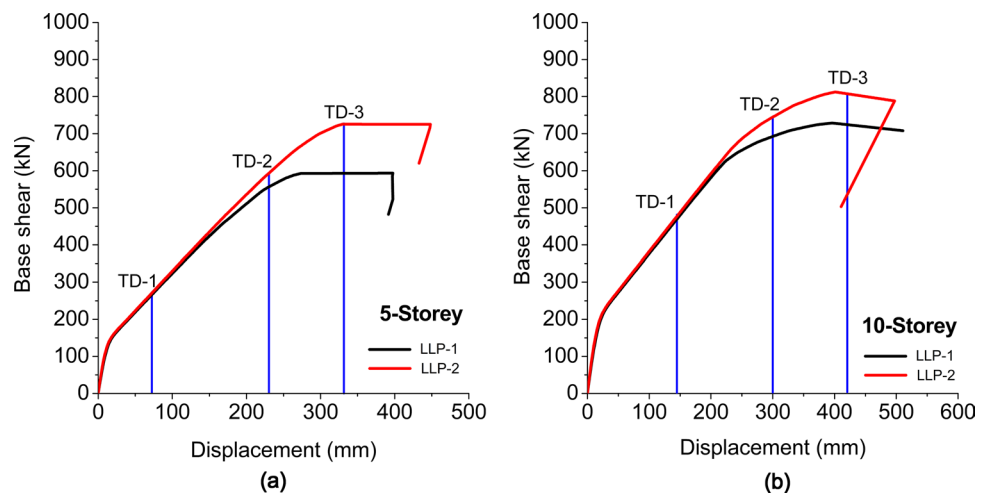 1000
900
800
700
600
500
400
300
200
100
0
Base shear (kN)
TD-1
TD-2
TD-3
5-Storey
LLP-1
LLP-2
0 100 200 300 400 500
Displacement (mm)
(a)
1000
900
800
700
600
500
400
300
200
100
0
Base shear (kN)
TD-1
TD-2
TD-3
10-Storey
LLP-1
LLP-2
0 100 200 300 400 500 600
Displacement (mm)
(b)